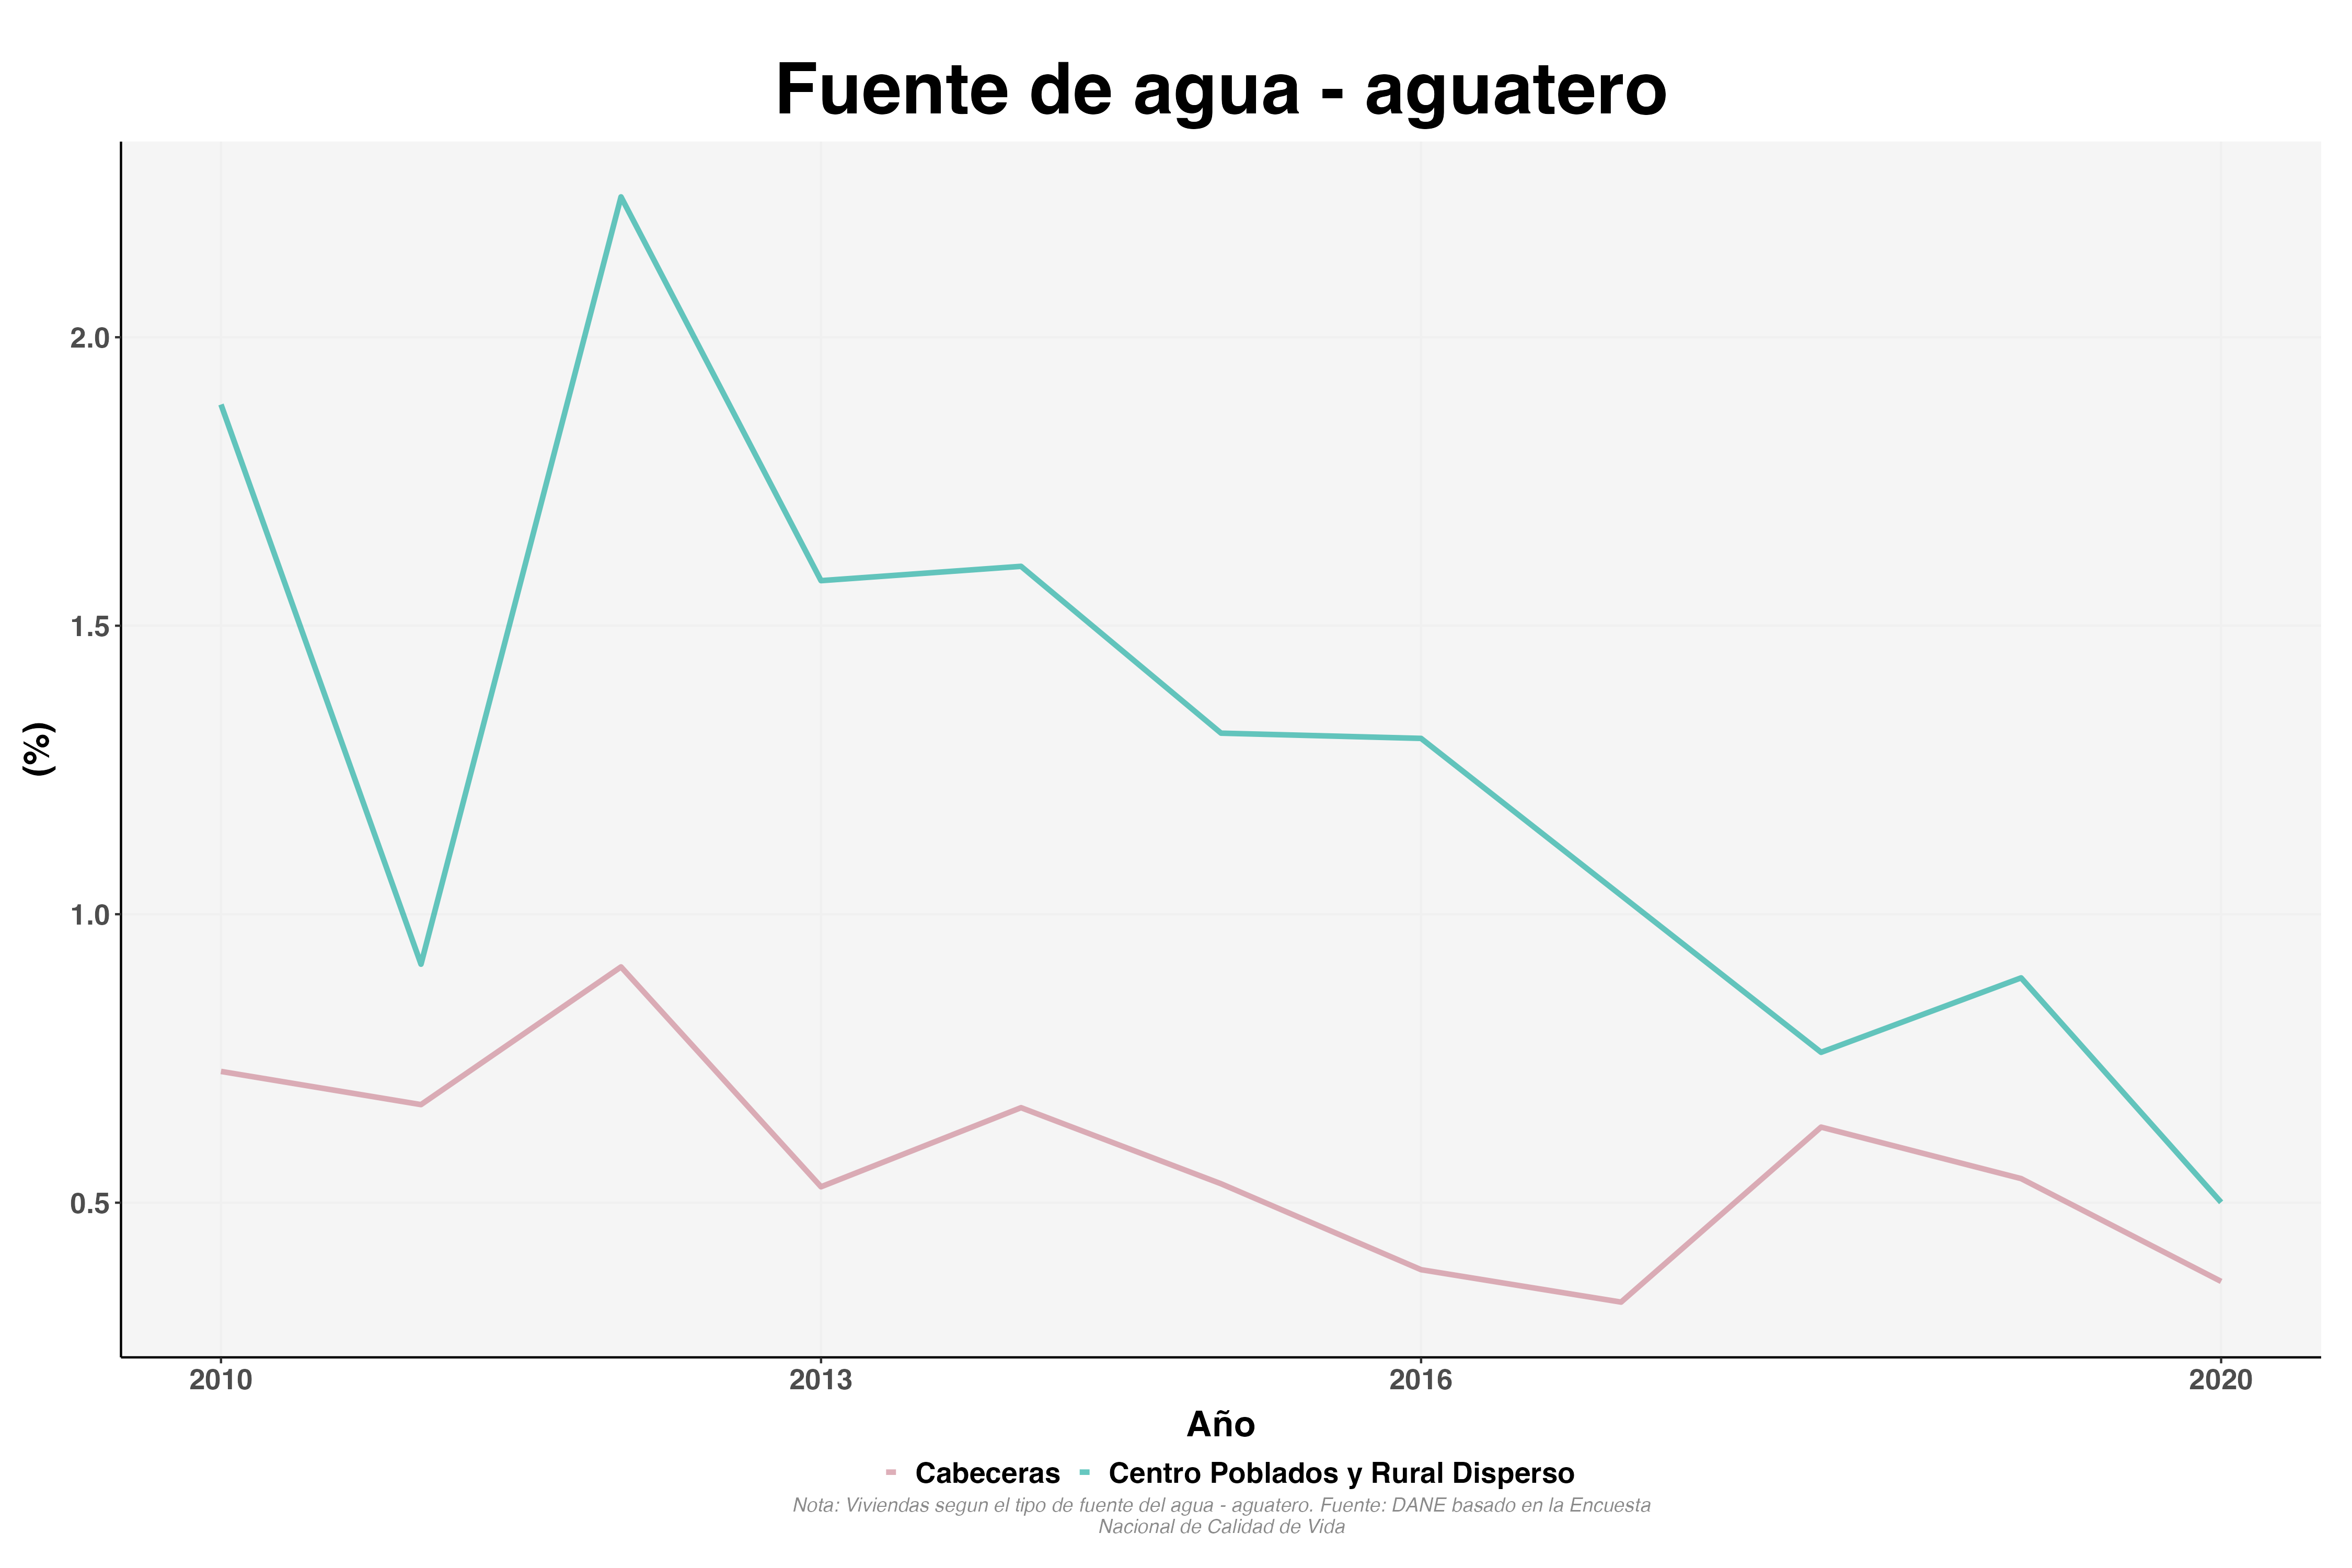 Fuente de agua - aguatero
(%)
2.0
1.5
1.0
0.5
2010 2013 2016 2020
Año
Cabeceras Centro Poblados y Rural Disperso
Nota: Viviendas segun el tipo de fuente del agua - aguatero. Fuente: DANE basado en la Encuesta
Nacional de Calidad de Vida